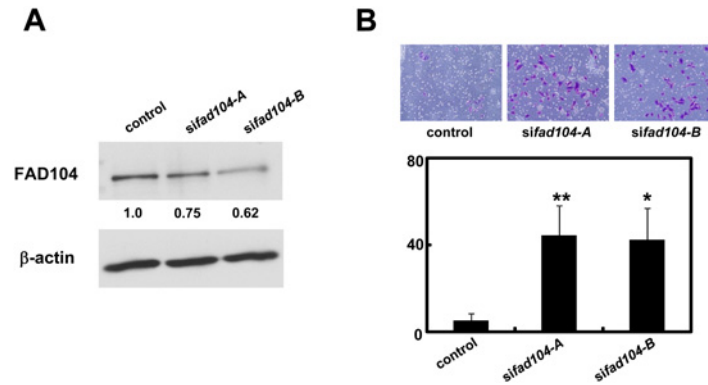 A
control sifad104-A sifad104-B
FAD104
1.0 0.75 0.62
β-actin
B
control sifad104-A sifad104-B
80
40
0
** *
control sifad104-A sifad104-B